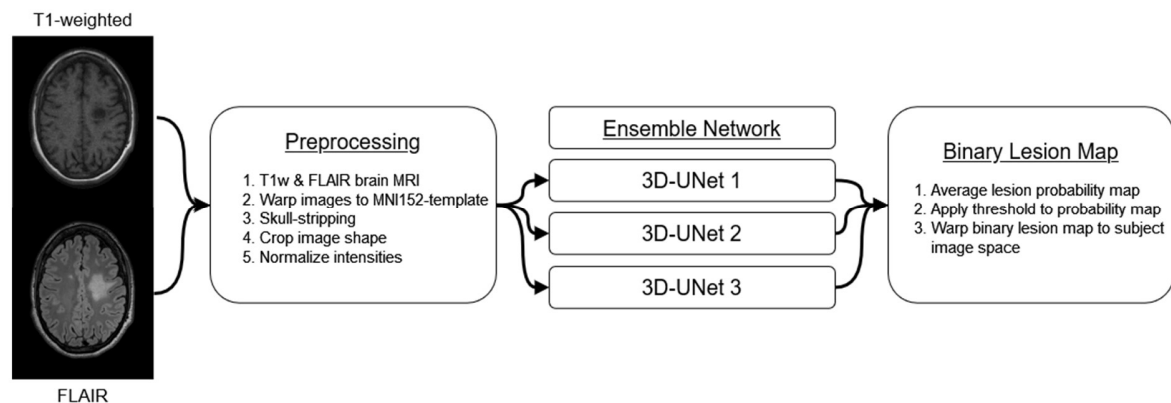 T1-weighted
FLAIR
Preprocessing
1. T1w & FLAIR brain MRI
2. Warp images to MNI152-template
3. Skull-stripping
4. Crop image shape
5. Normalize intensities
Ensemble Network
3D-UNet 1
3D-UNet 2
3D-UNet 3
Binary Lesion Map
1. Average lesion probability map
2. Apply threshold to probability map
3. Warp binary lesion map to subject
image space